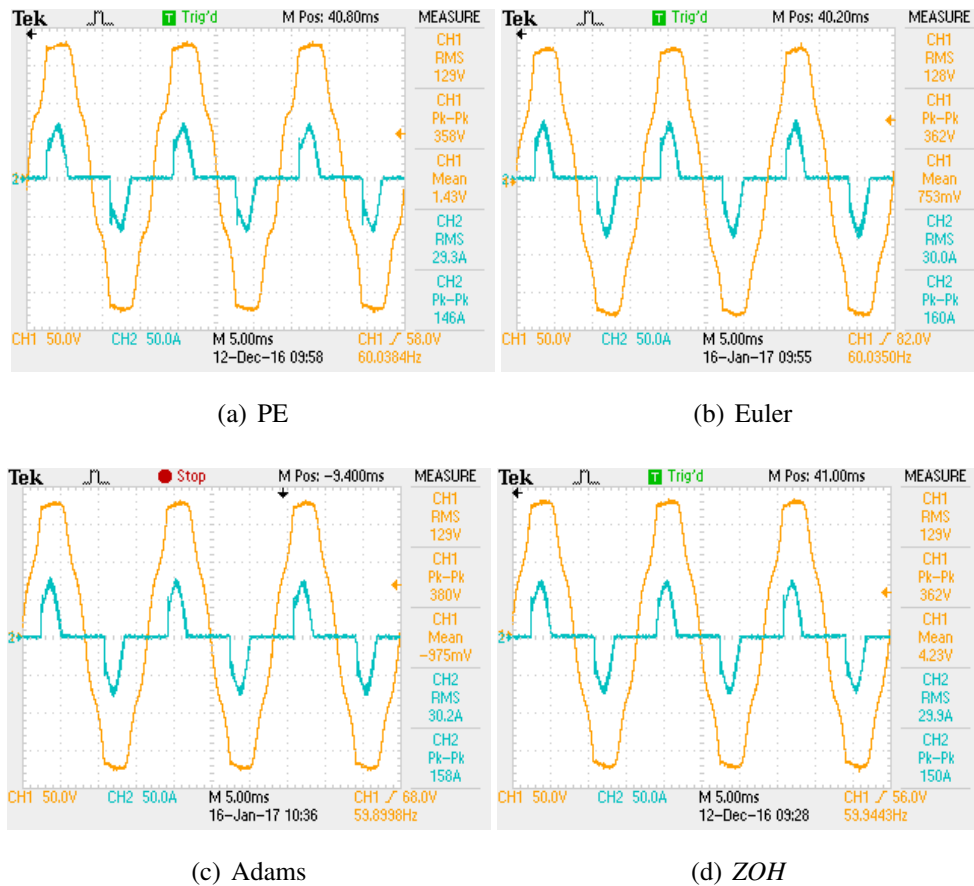 Tek T Trig'd M Pos: 40.80ms MEASURE
CH1
RMS
129V
CH1
Pk-Pk
358V
CH1
Mean
1.43V
CH2
RMS
29.3A
CH2
Pk-Pk
146A
2
CH1 50.0V CH2 50.0A M 5.00ms CH1 / 58.0V
12-Dec-16 09:58 60.0384Hz
(a) PE
Tek T Trig'd M Pos: 40.20ms MEASURE
CH1
RMS
128V
CH1
Pk-Pk
362V
CH1
Mean
753mV
CH2
RMS
30.0A
CH2
Pk-Pk
160A
CH1 50.0V CH2 50.0A M 5.00ms CH1 / 82.0V
16-Jan-17 09:55 60.0350Hz
(b) Euler
Tek Stop M Pos: -9.400ms MEASURE
CH1
RMS
129V
CH1
Pk-Pk
380V
CH1
Mean
-975mV
CH2
RMS
30.2A
CH2
Pk-Pk
158A
2
CH1 50.0V CH2 50.0A M 5.00ms CH1 / 68.0V
16-Jan-17 10:36 59.8998Hz
(c) Adams
Tek T Trig'd M Pos: 41.00ms MEASURE
CH1
RMS
129V
CH1
Pk-Pk
362V
CH1
Mean
4.23V
CH2
RMS
29.9A
CH2
Pk-Pk
150A
2
CH1 50.0V CH2 50.0A M 5.00ms CH1 / 56.0V
12-Dec-16 09:28 59.9443Hz
(d) ZOH